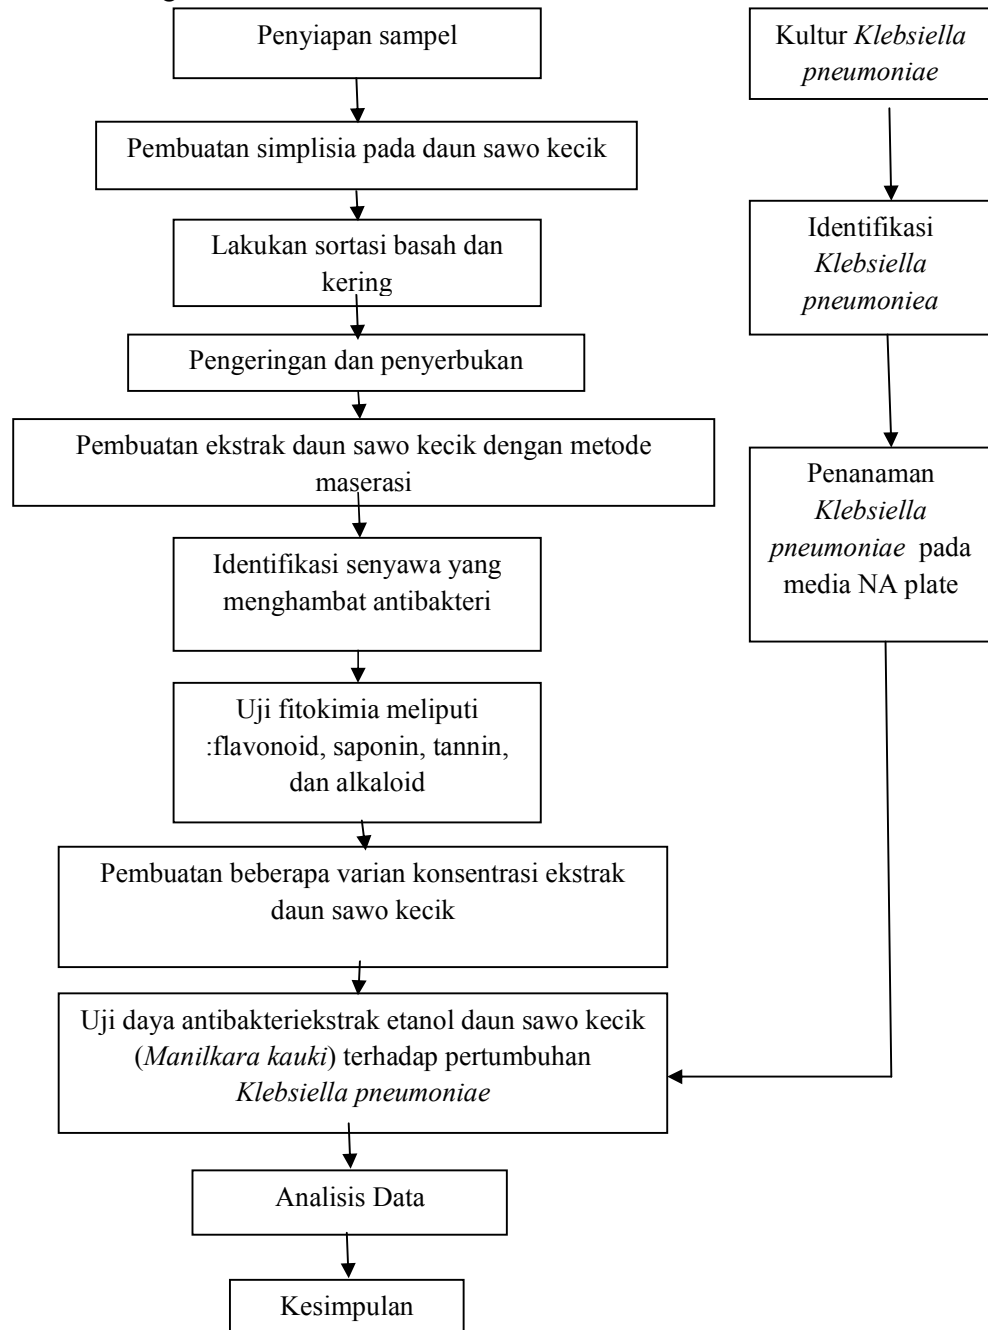 Penyiapan sampel
Pembuatan simplisia pada daun sawo kecik
Lakukan sortasi basah dan
kering
Pengeringan dan penyerbukan
Pembuatan ekstrak daun sawo kecik dengan metode
maserasi
Identifikasi senyawa yang
menghambat antibakteri
Uji fitokimia meliputi
:flavonoid, saponin, tannin,
dan alkaloid
Pembuatan beberapa varian konsentrasi ekstrak
daun sawo kecik
Uji daya antibakteriekstrak etanol daun sawo kecik
(Manilkara kauki) terhadap pertumbuhan
Klebsiella pneumoniae
Analisis Data
Kesimpulan
Kultur Klebsiella
pneumoniae
Identifikasi
Klebsiella
pneumoniea
Penanaman
Klebsiella
pneumoniae pada
media NA plate